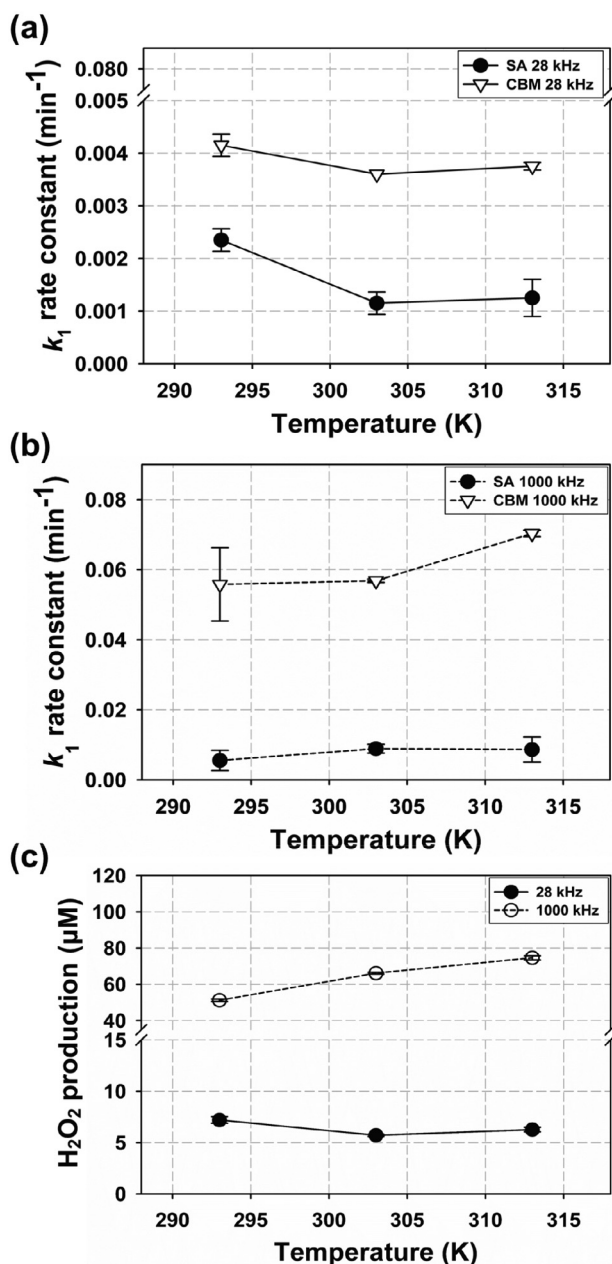 (a)
SA 28 kHz
CBM 28 kHz
k₁ rate constant (min⁻¹)
0.080
0.005
0.004
0.003
0.002
0.001
0.000
290 295 300 305 310 315
Temperature (K)
(b)
SA 1000 kHz
CBM 1000 kHz
k₁ rate constant (min⁻¹)
0.08
0.06
0.04
0.02
0.00
290 295 300 305 310 315
Temperature (K)
(c)
28 kHz
1000 kHz
H₂O₂ production (µM)
120
100
80
60
40
15
10
5
0
290 295 300 305 310 315
Temperature (K)